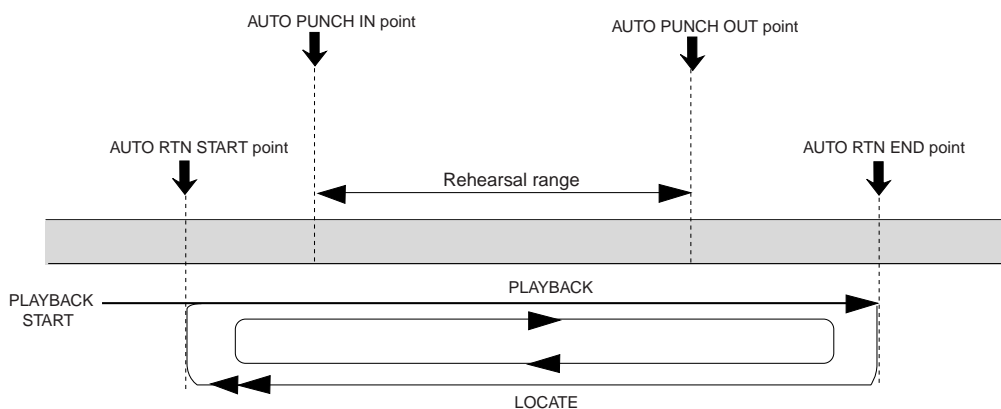 AUTO PUNCH IN point
AUTO PUNCH OUT point
AUTO RTN START point
AUTO RTN END point
Rehearsal range
PLAYBACK
START
PLAYBACK
LOCATE